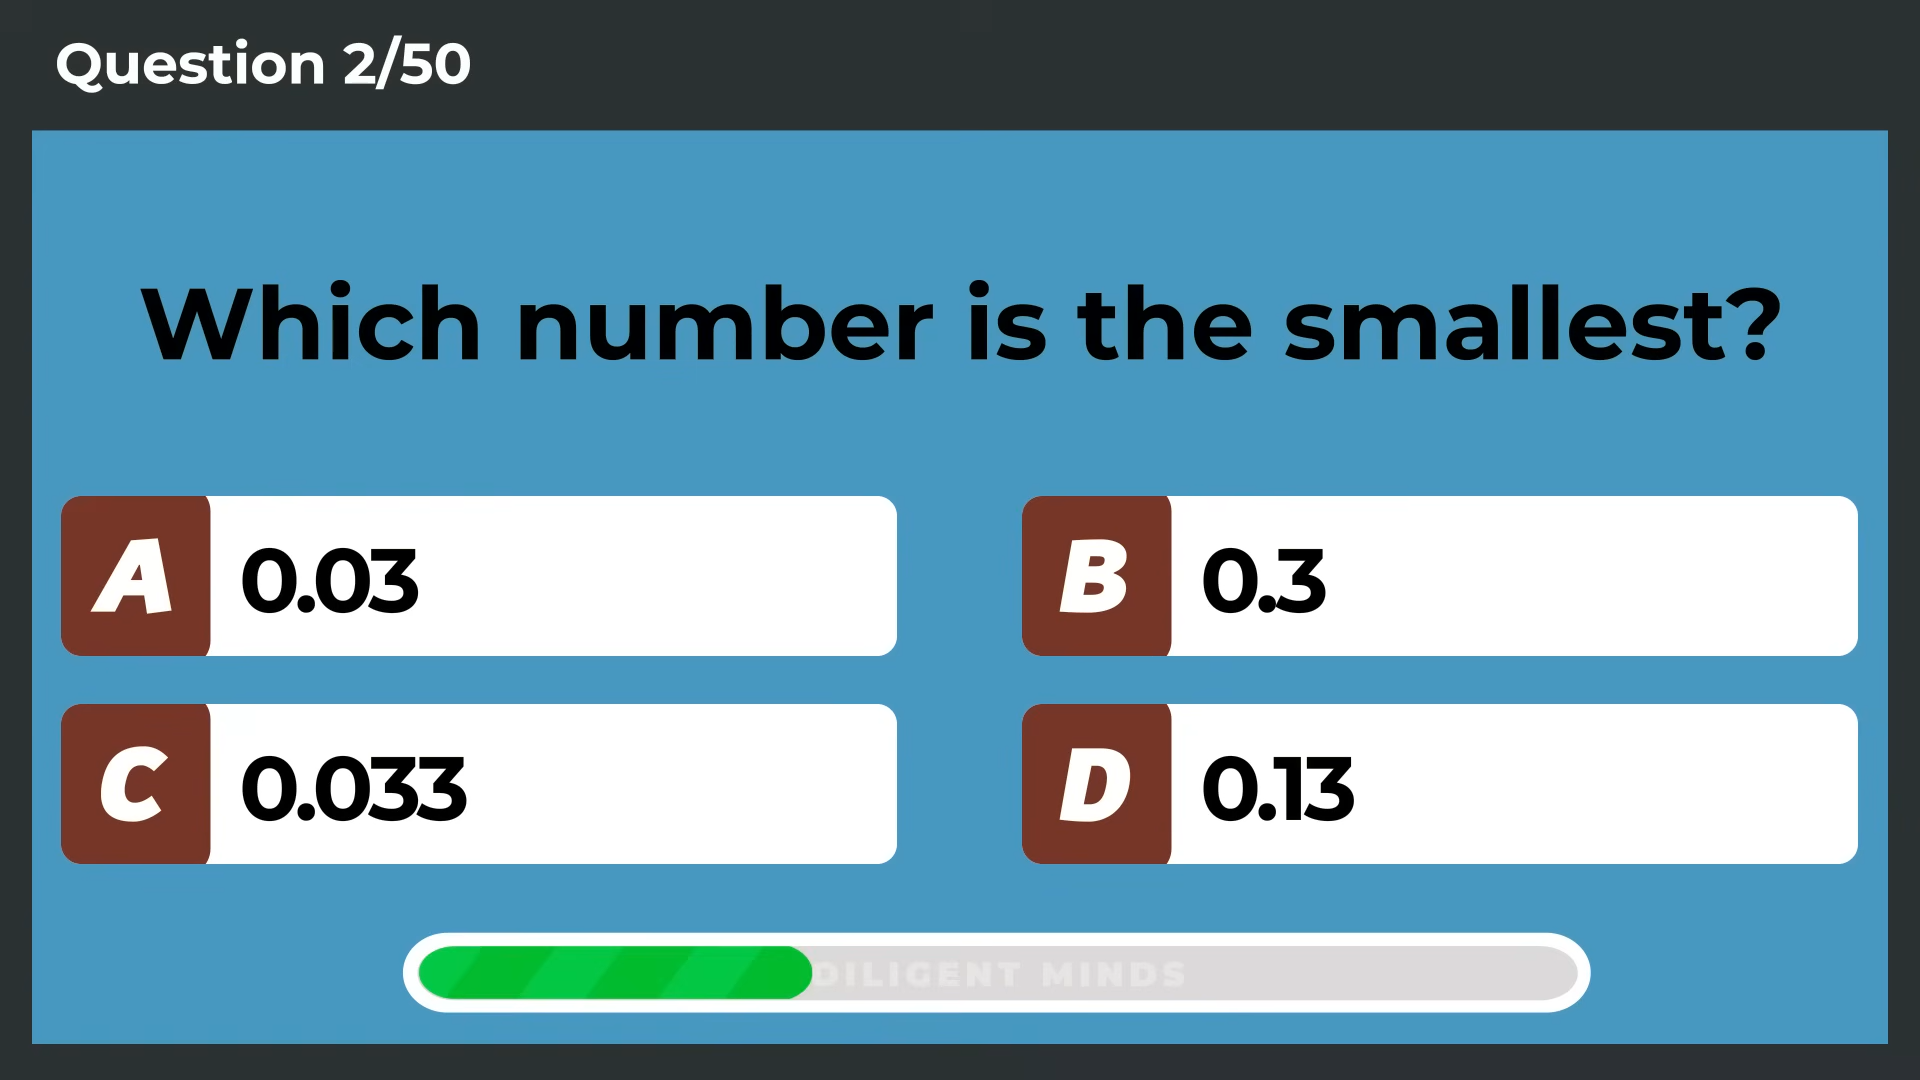 Question 2/50
Which number is the smallest?
A 0.03
B 0.3
C 0.033
D 0.13
DILIGENT MINDS